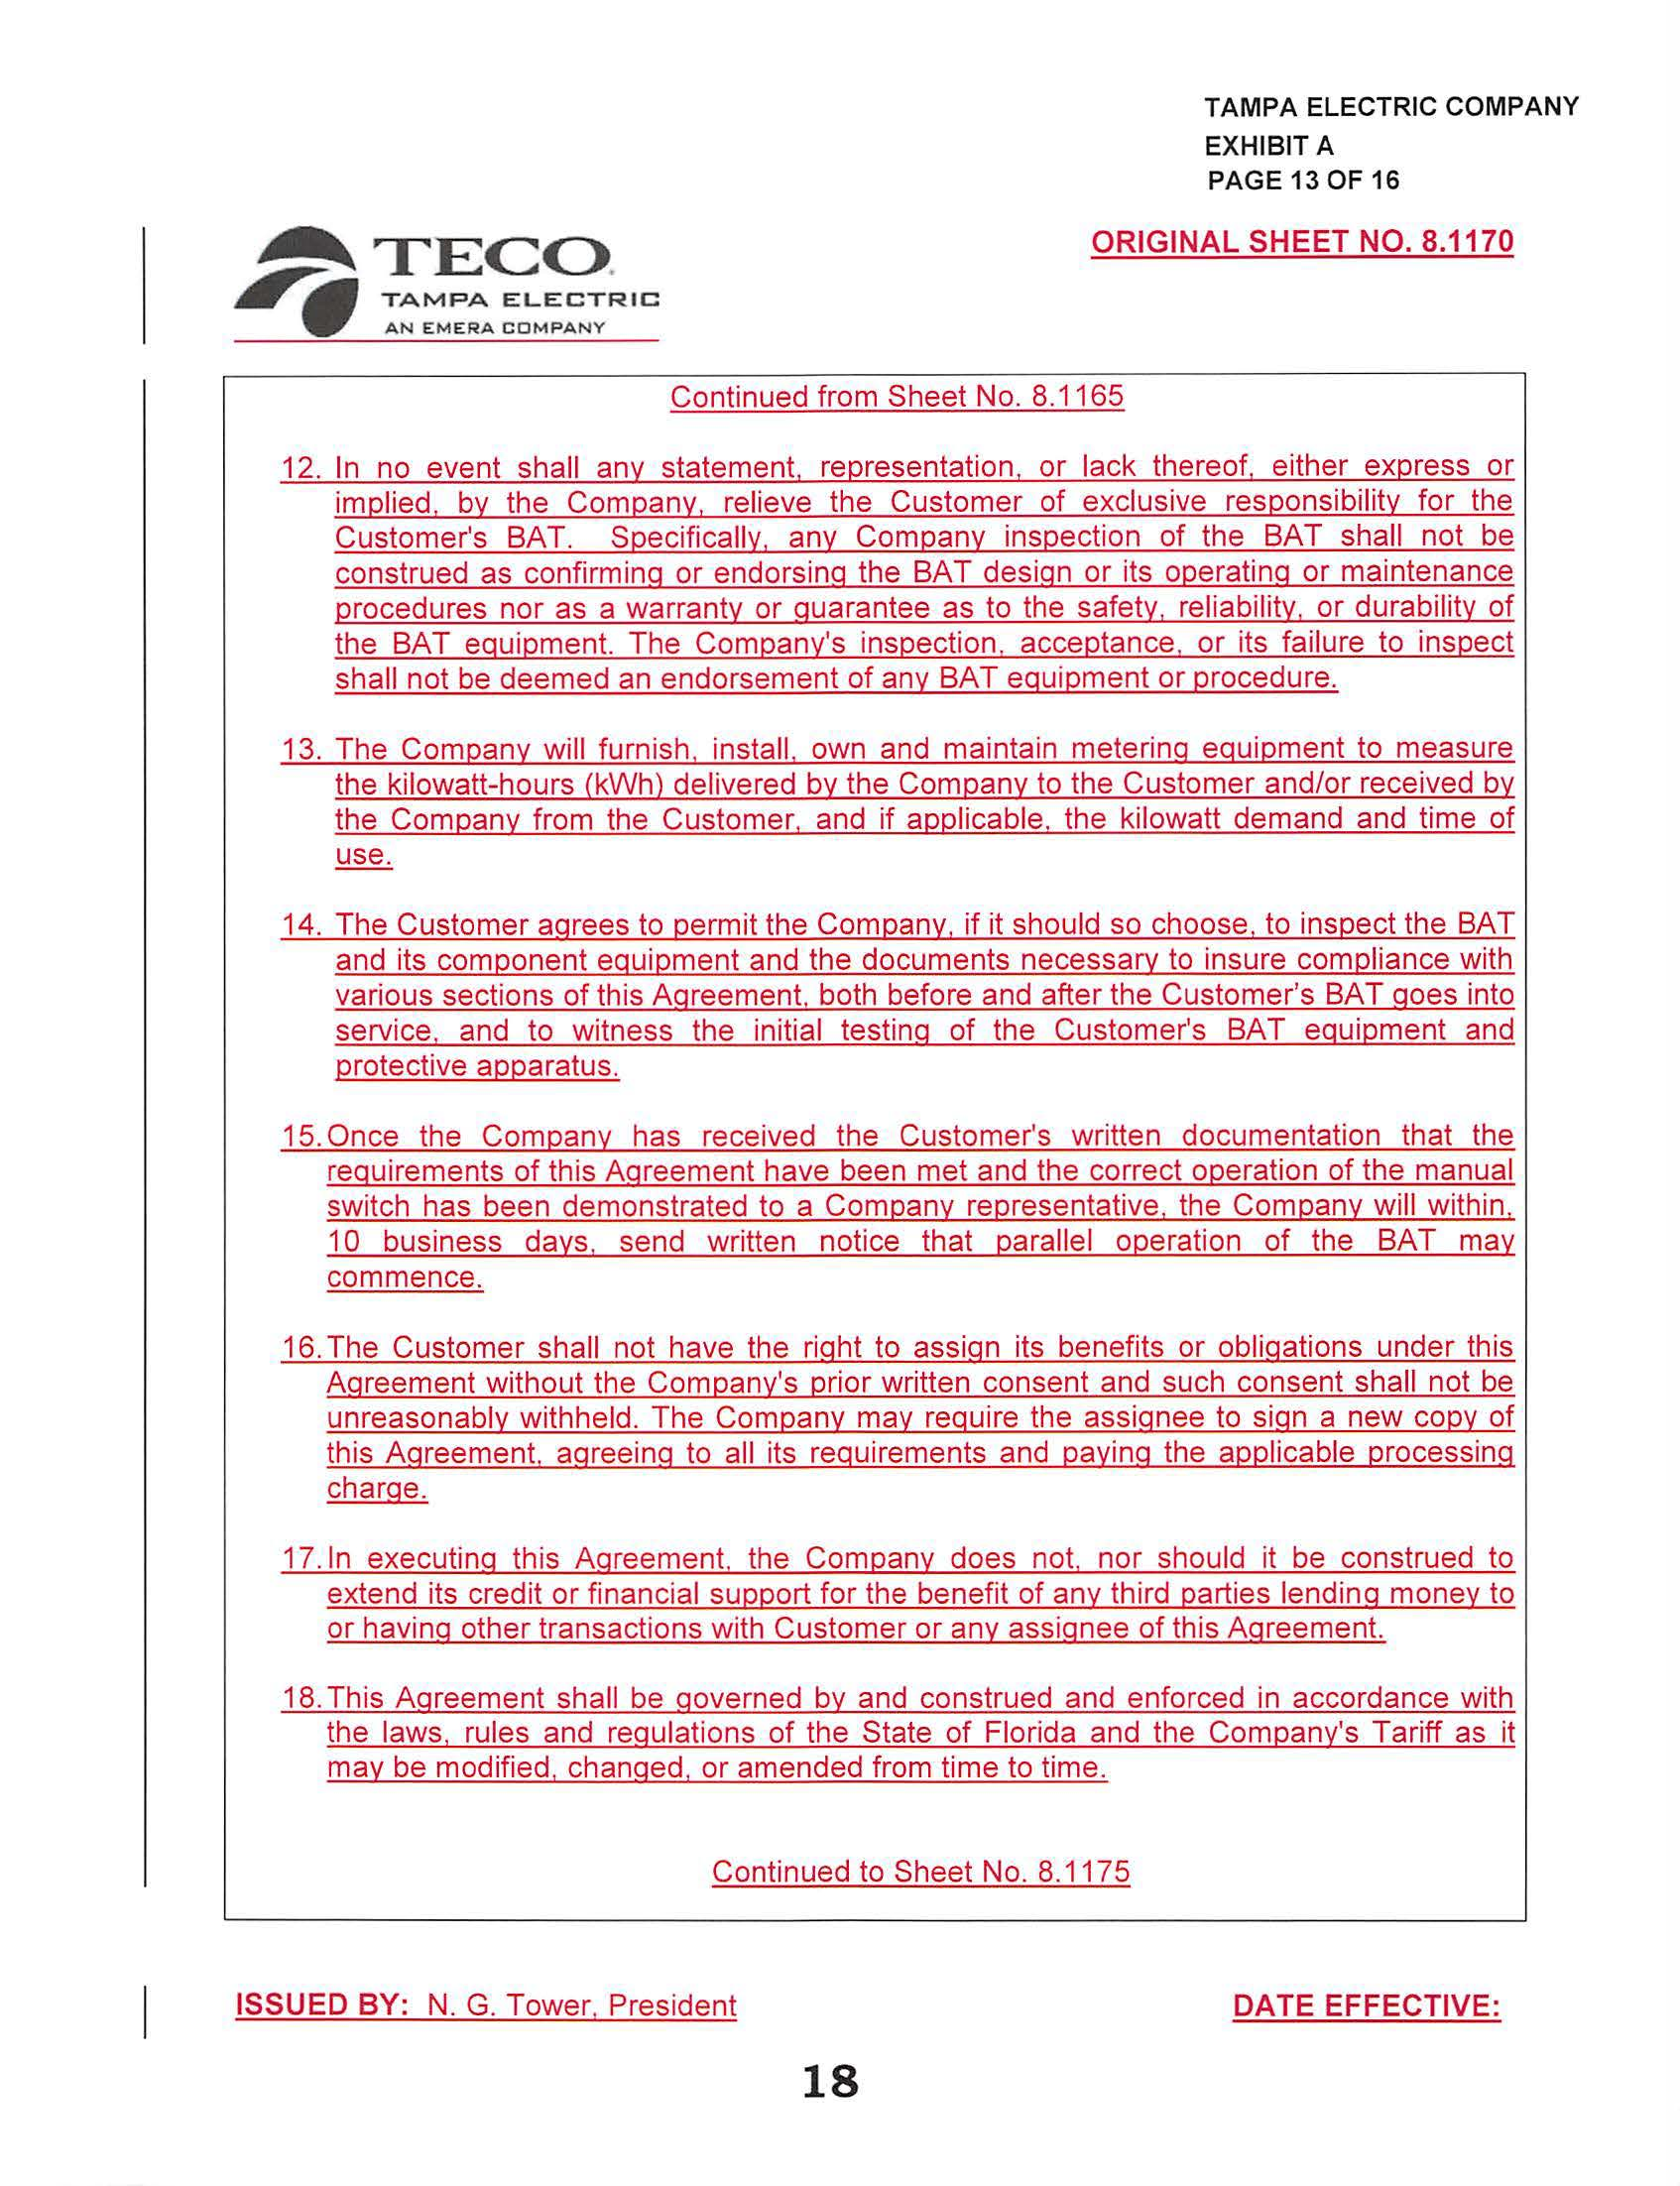 TAMPA ELECTRIC COMPANY
EXHIBIT A
PAGE 13 OF 16
ORIGINAL SHEET NO. 8.1170
TECO
TAMPA ELECTRIC
AN EMERA COMPANY
Continued from Sheet No. 8.1165
12. In no event shall any statement, representation, or lack thereof, either express or
implied, by the Company, relieve the Customer of exclusive responsibility for the
Customer's BAT. Specifically, any Company inspection of the BAT shall not be
construed as confirming or endorsing the BAT design or its operating or maintenance
procedures nor as a warranty or guarantee as to the safety, reliability, or durability of
the BAT equipment. The Company's inspection, acceptance, or its failure to inspect
shall not be deemed an endorsement of any BAT equipment or procedure.
13. The Company will furnish, install, own and maintain metering equipment to measure
the kilowatt-hours (kWh) delivered by the Company to the Customer and/or received by
the Company from the Customer, and if applicable, the kilowatt demand and time of
use.
14. The Customer agrees to permit the Company, if it should so choose, to inspect the BAT
and its component equipment and the documents necessary to insure compliance with
various sections of this Agreement, both before and after the Customer's BAT goes into
service, and to witness the initial testing of the Customer's BAT equipment and
protective apparatus.
15. Once the Company has received the Customer's written documentation that the
requirements of this Agreement have been met and the correct operation of the manual
switch has been demonstrated to a Company representative, the Company will within,
10 business days, send written notice that parallel operation of the BAT may
commence.
16. The Customer shall not have the right to assign its benefits or obligations under this
Agreement without the Company's prior written consent and such consent shall not be
unreasonably withheld. The Company may require the assignee to sign a new copy of
this Agreement, agreeing to all its requirements and paying the applicable processing
charge.
17. In executing this Agreement, the Company does not, nor should it be construed to
extend its credit or financial support for the benefit of any third parties lending money to
or having other transactions with Customer or any assignee of this Agreement.
18. This Agreement shall be governed by and construed and enforced in accordance with
the laws, rules and regulations of the State of Florida and the Company's Tariff as it
may be modified, changed, or amended from time to time.
Continued to Sheet No. 8.1175
ISSUED BY: N. G. Tower, President
DATE EFFECTIVE:
18